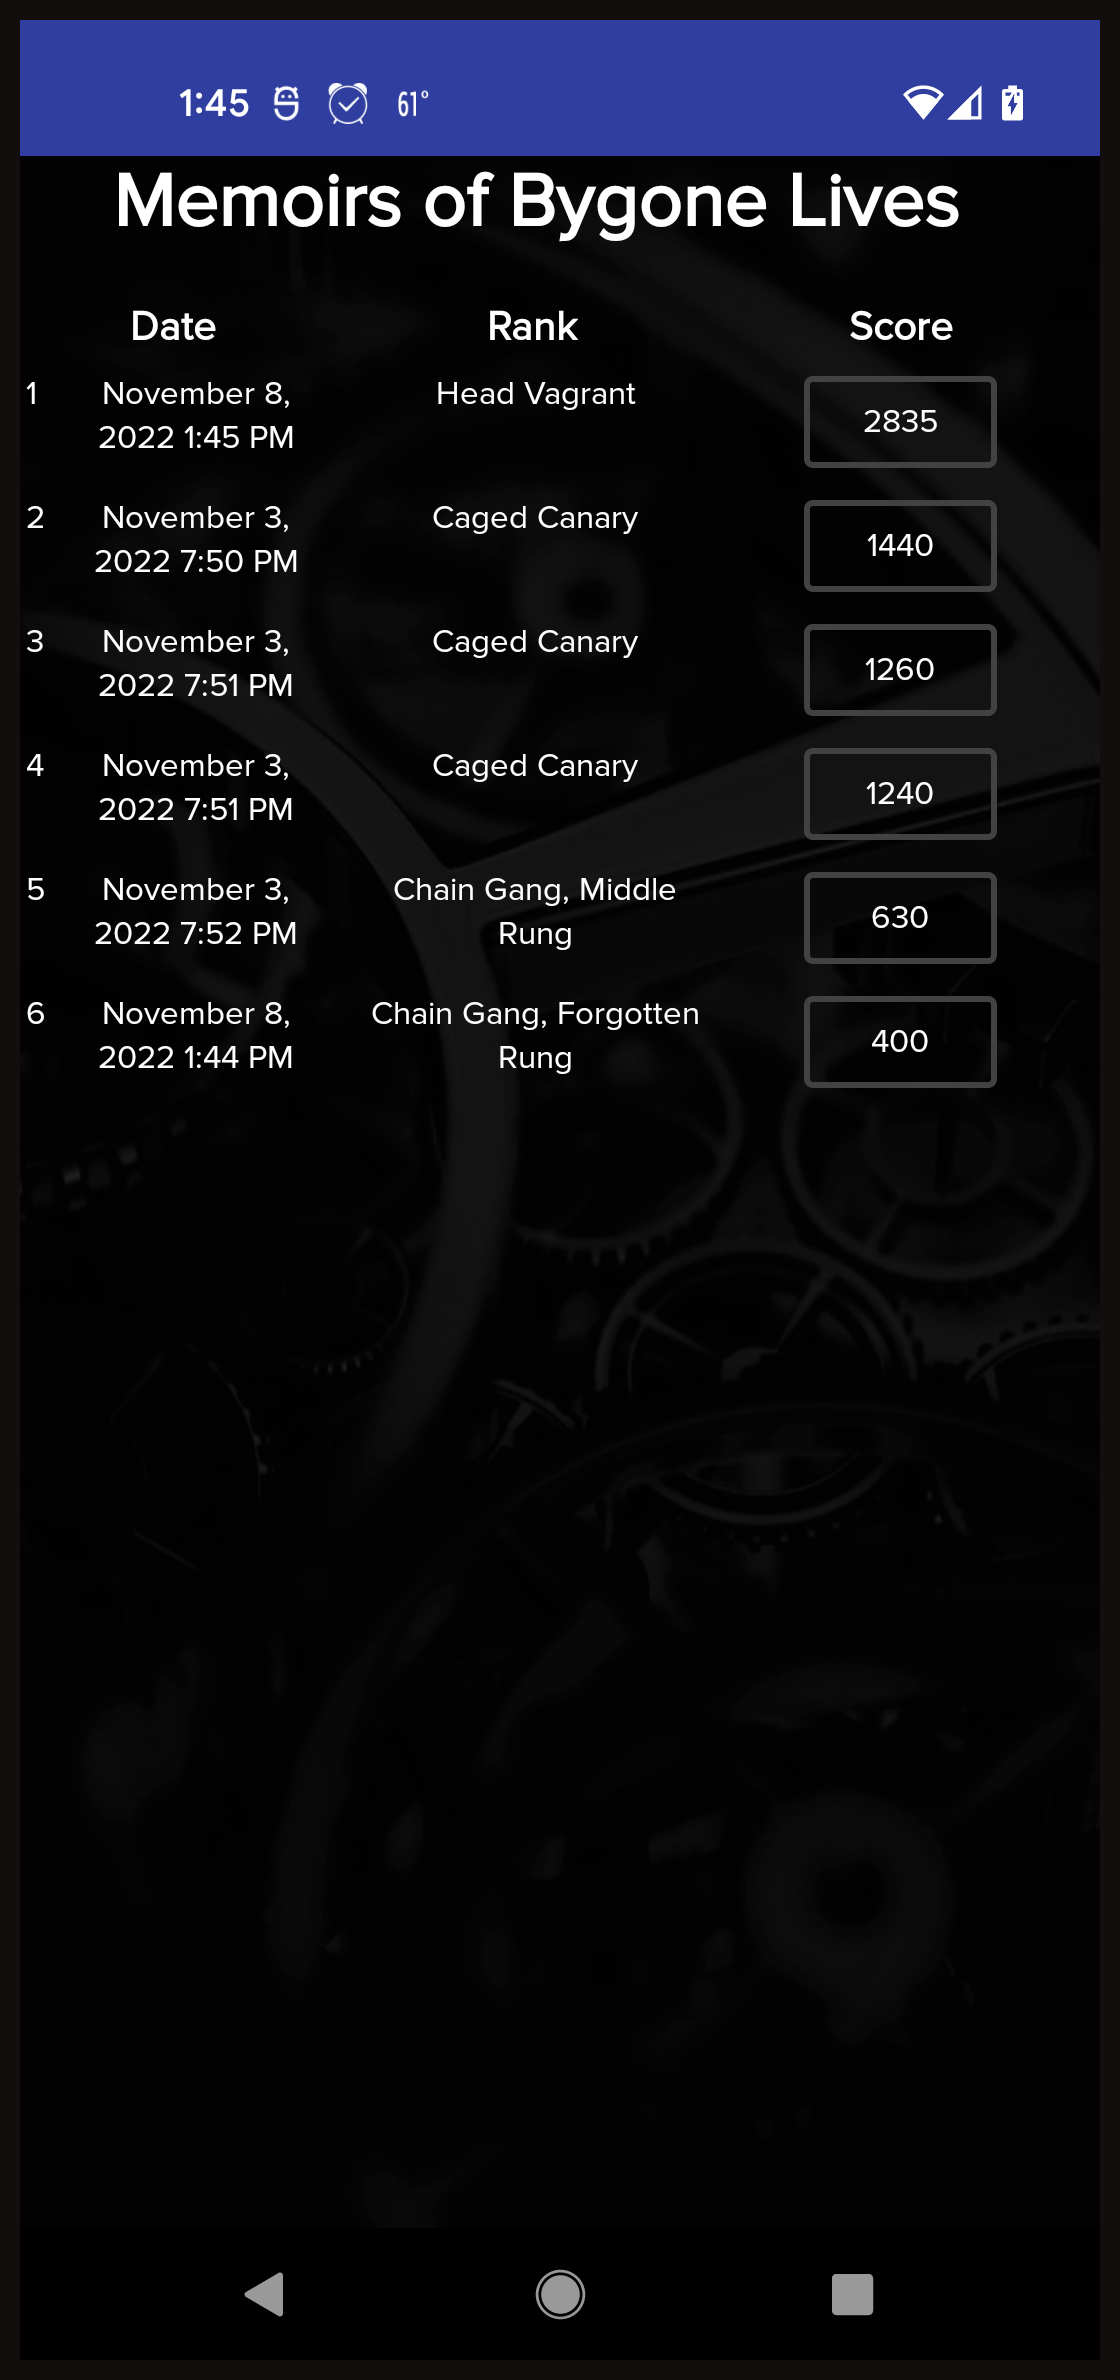 1:45 61°
Memoirs of Bygone Lives
Date Rank Score
1 November 8, Head Vagrant 2835
2022 1:45 PM
2 November 3, Caged Canary 1440
2022 7:50 PM
3 November 3, Caged Canary 1260
2022 7:51 PM
4 November 3, Caged Canary 1240
2022 7:51 PM
5 November 3, Chain Gang, Middle 630
2022 7:52 PM Rung
6 November 8, Chain Gang, Forgotten 400
2022 1:44 PM Rung